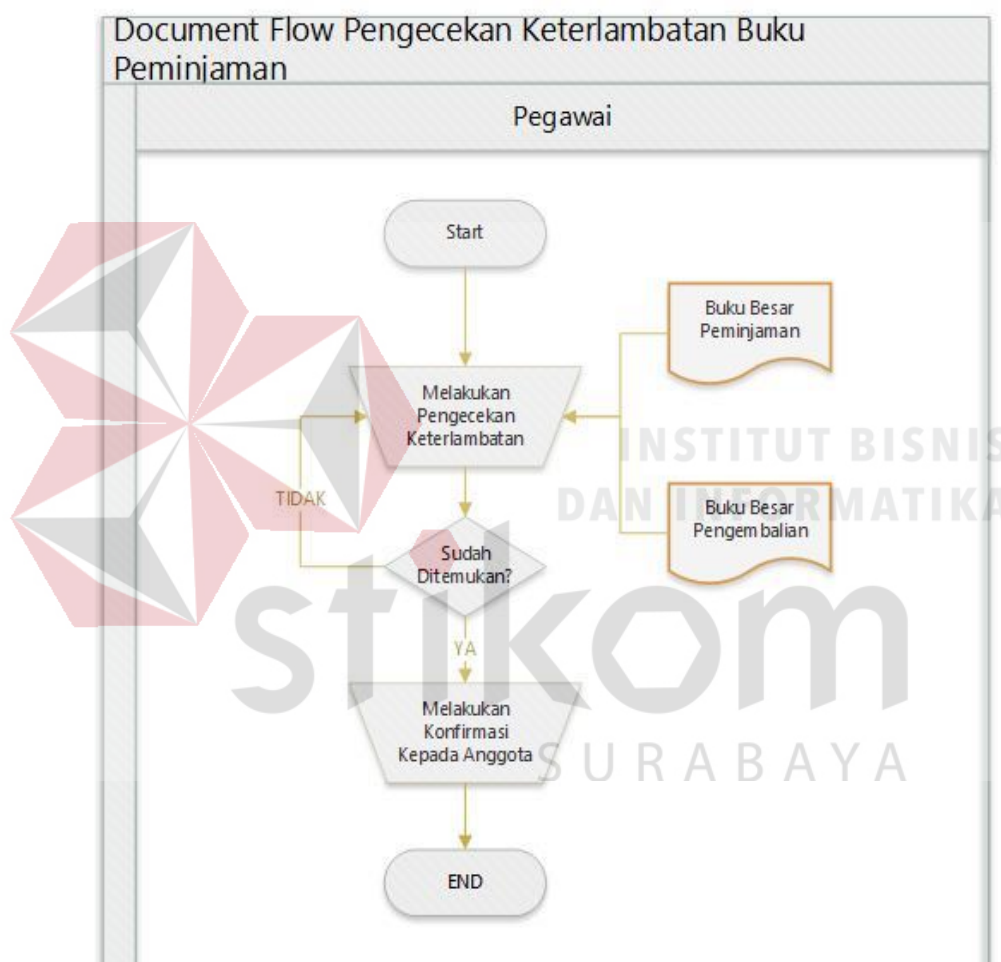 Document Flow Pengecekan Keterlambatan Buku
Peminjaman
Pegawai
Start
Buku Besar
Peminjaman
Melakukan
Pengecekan
Keterlambatan
INSTITUT BISNIS
DAN INFORMATIKA
TIDAK
Buku Besar
Pengembalian
Sudah
Ditemukan?
stikom
YA
Melakukan
Konfirmasi
Kepada Anggota
SURABAYA
END